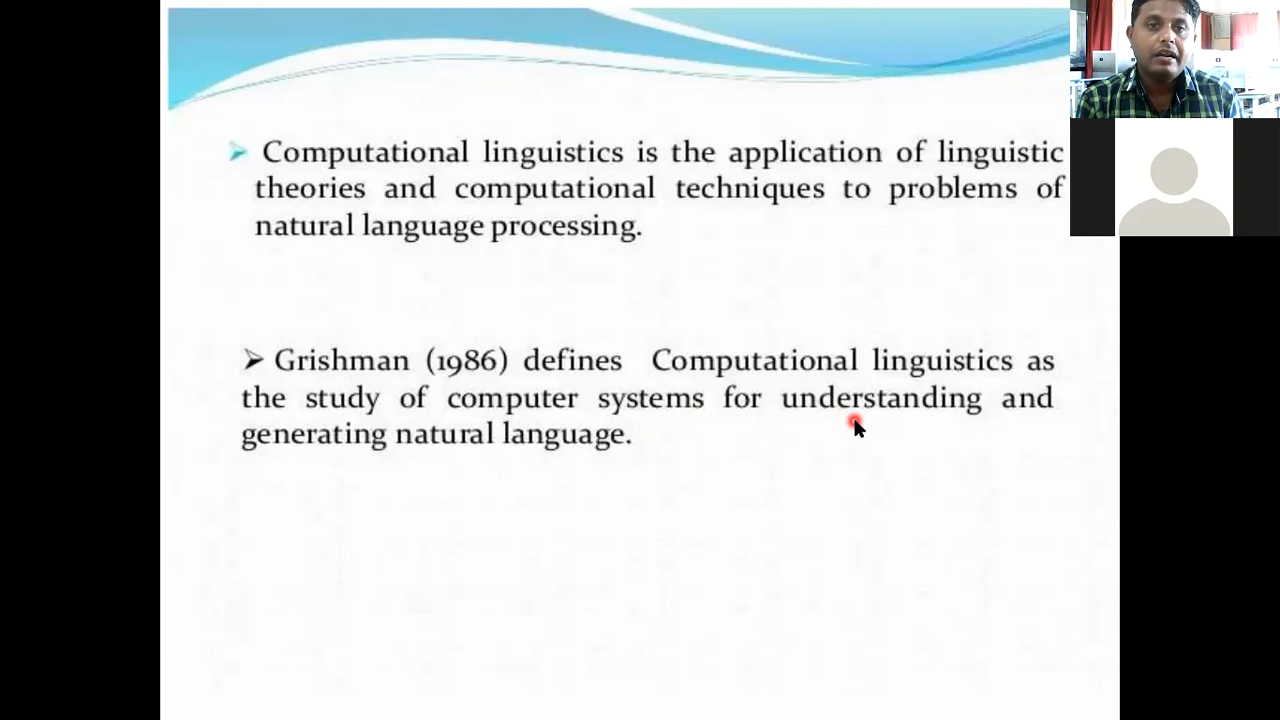 Computational linguistics is the application of linguistic
theories and computational techniques to problems of
natural language processing.
Grishman (1986) defines Computational linguistics as
the study of computer systems for understanding and
generating natural language.